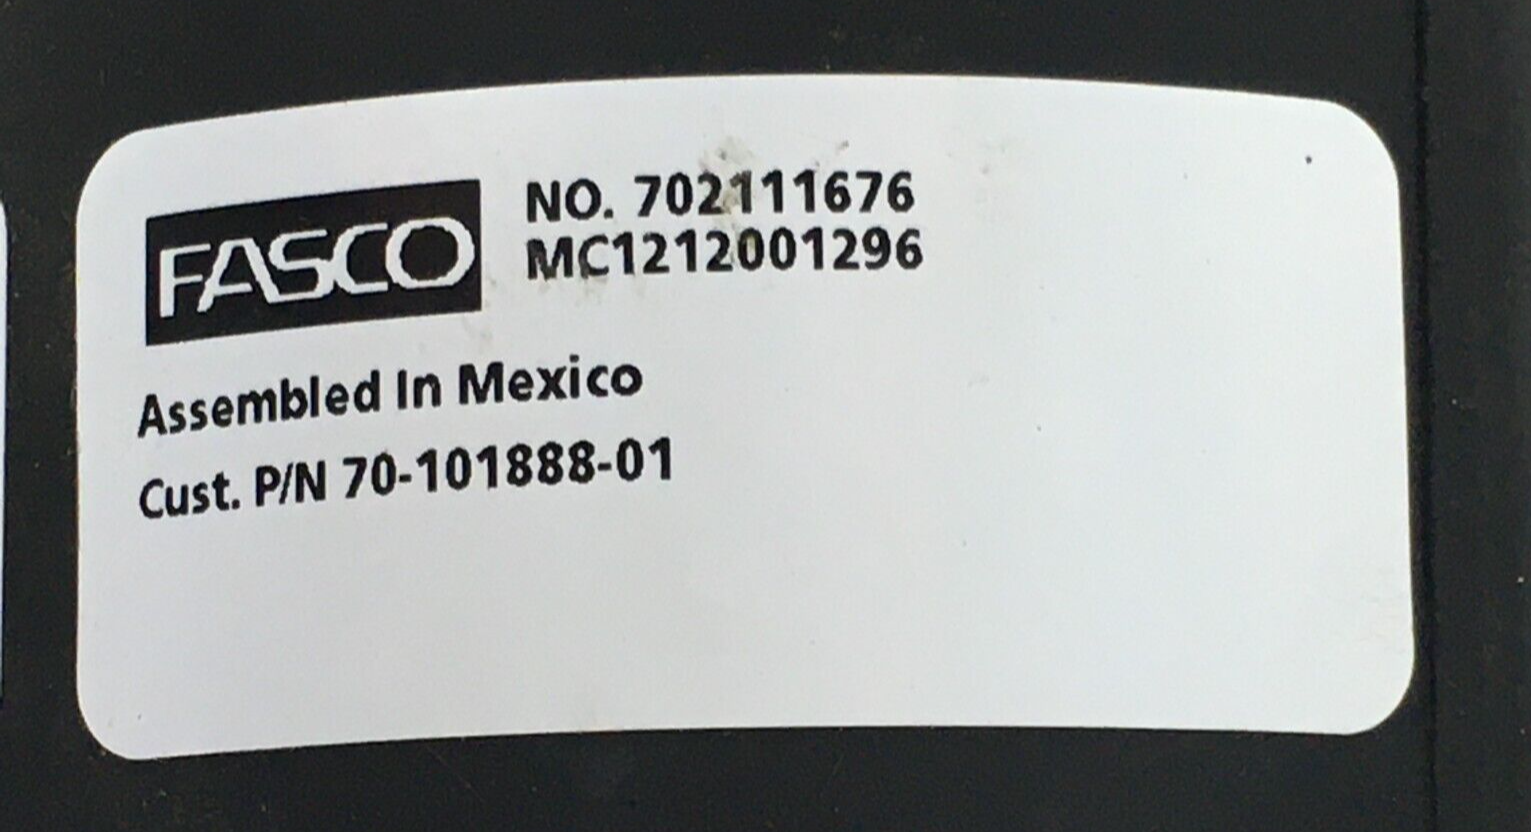 FASCO
NO. 702111676
MC1212001296
Assembled In Mexico
Cust. P/N 70-101888-01